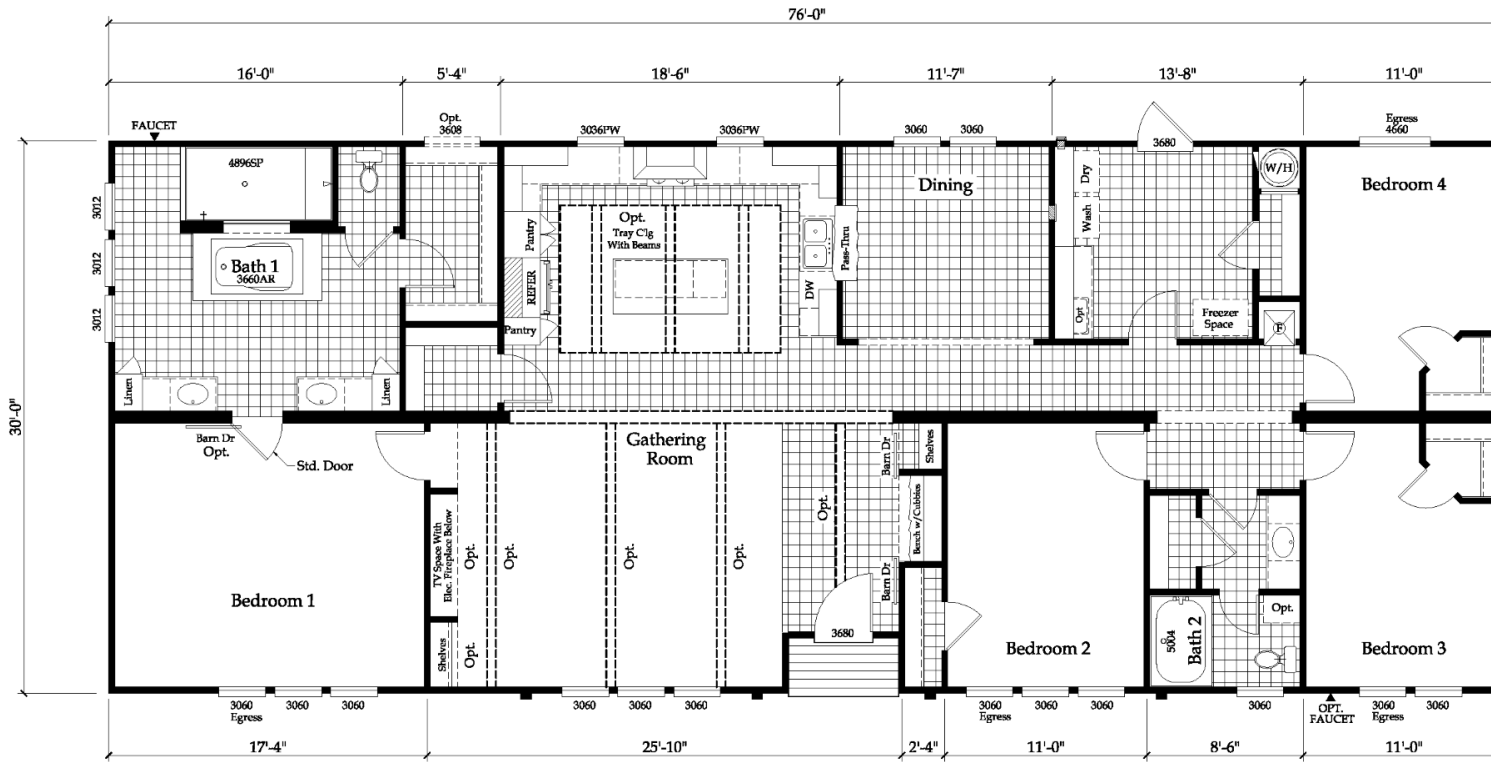 76'-0"
16'-0"
5'-4"
18'-6"
11'-7"
13'-8"
11'-0"
30'-0"
FAUCET
Opt.
3608
3036PW
3036PW
3060
3060
3680
Egress
4660
4896SP
3012
3012
3012
Bath 1
3660AR
Linen
Linen
Pantry
REFER
Pantry
Opt.
Tray C'lg
With Beams
DW
Pass-Thru
Dining
Dry
Wash
Opt
Freezer
Space
W/H
F
Bedroom 4
Barn Dr
Opt.
Std. Door
Bedroom 1
TV Space With
Elec. Fireplace Below
Shelves
Opt.
Opt.
Opt.
Opt.
Opt.
Gathering
Room
Opt.
Barn Dr
Shelves
Bench w/Cubbies
Barn Dr
3680
Bedroom 2
5004
Bath 2
Opt.
Bedroom 3
3060
Egress
3060
3060
3060
3060
3060
3060
Egress
3060
3060
3060
OPT.
FAUCET
3060
Egress
3060
17'-4"
25'-10"
2'-4"
11'-0"
8'-6"
11'-0"